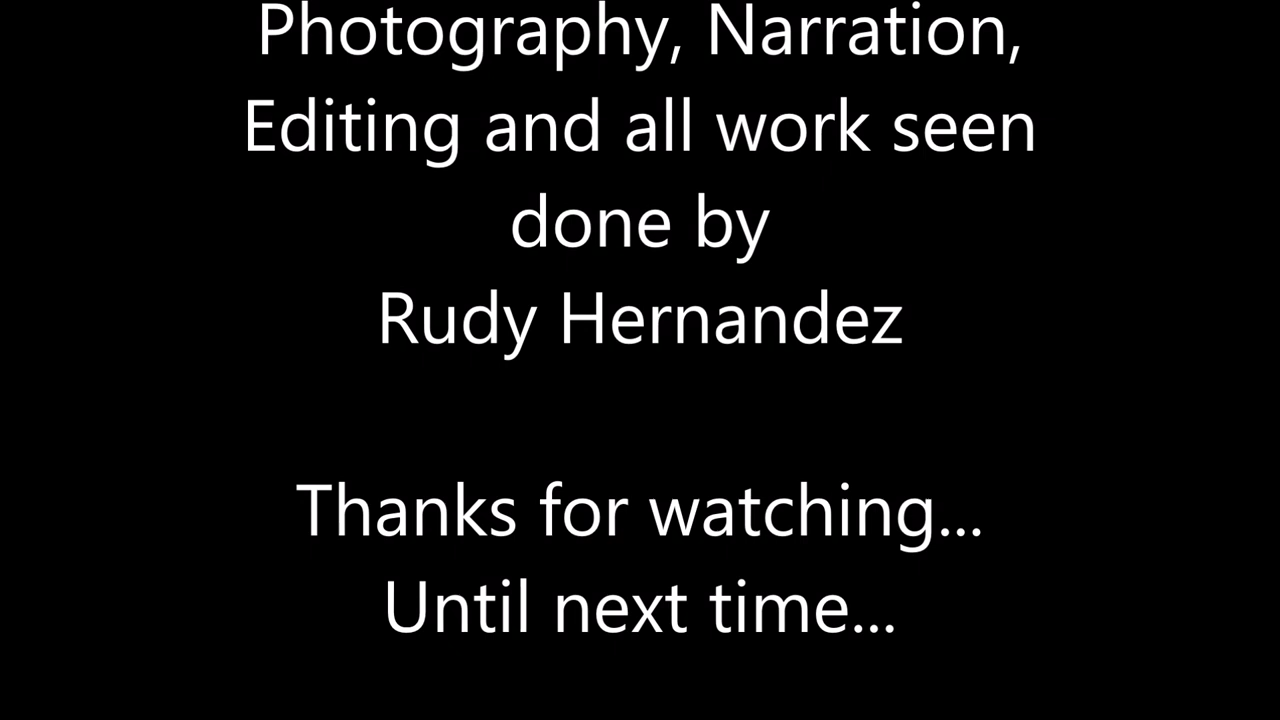 Photography, Narration,
Editing and all work seen
done by
Rudy Hernandez
Thanks for watching...
Until next time...